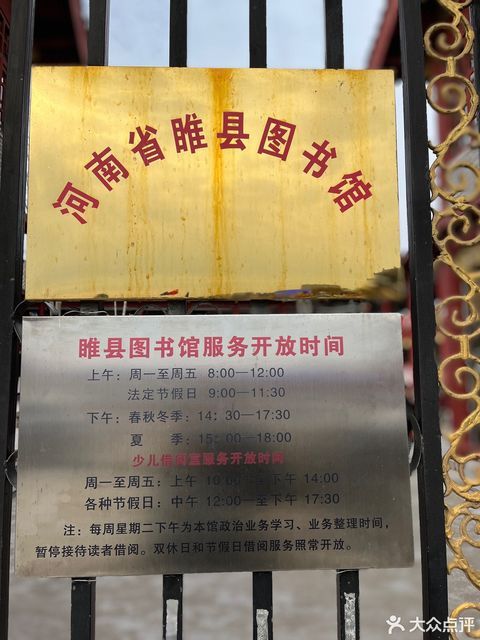 河南省睢县图书馆
睢县图书馆服务开放时间
上午：周一至周五 8:00—12:00
法定节假日 9:00—11:30
下午：春秋冬季：14：30—17:30
夏 季：15：00—18:00
少儿借阅室服务开放时间
周一至周五：上午 10:00—至下午 14:00
各种节假日：中午 12:00—至下午 17:30
注：每周星期二下午为本馆政治业务学习、业务整理时间，
暂停接待读者借阅。双休日和节假日借阅服务照常开放。
大众点评